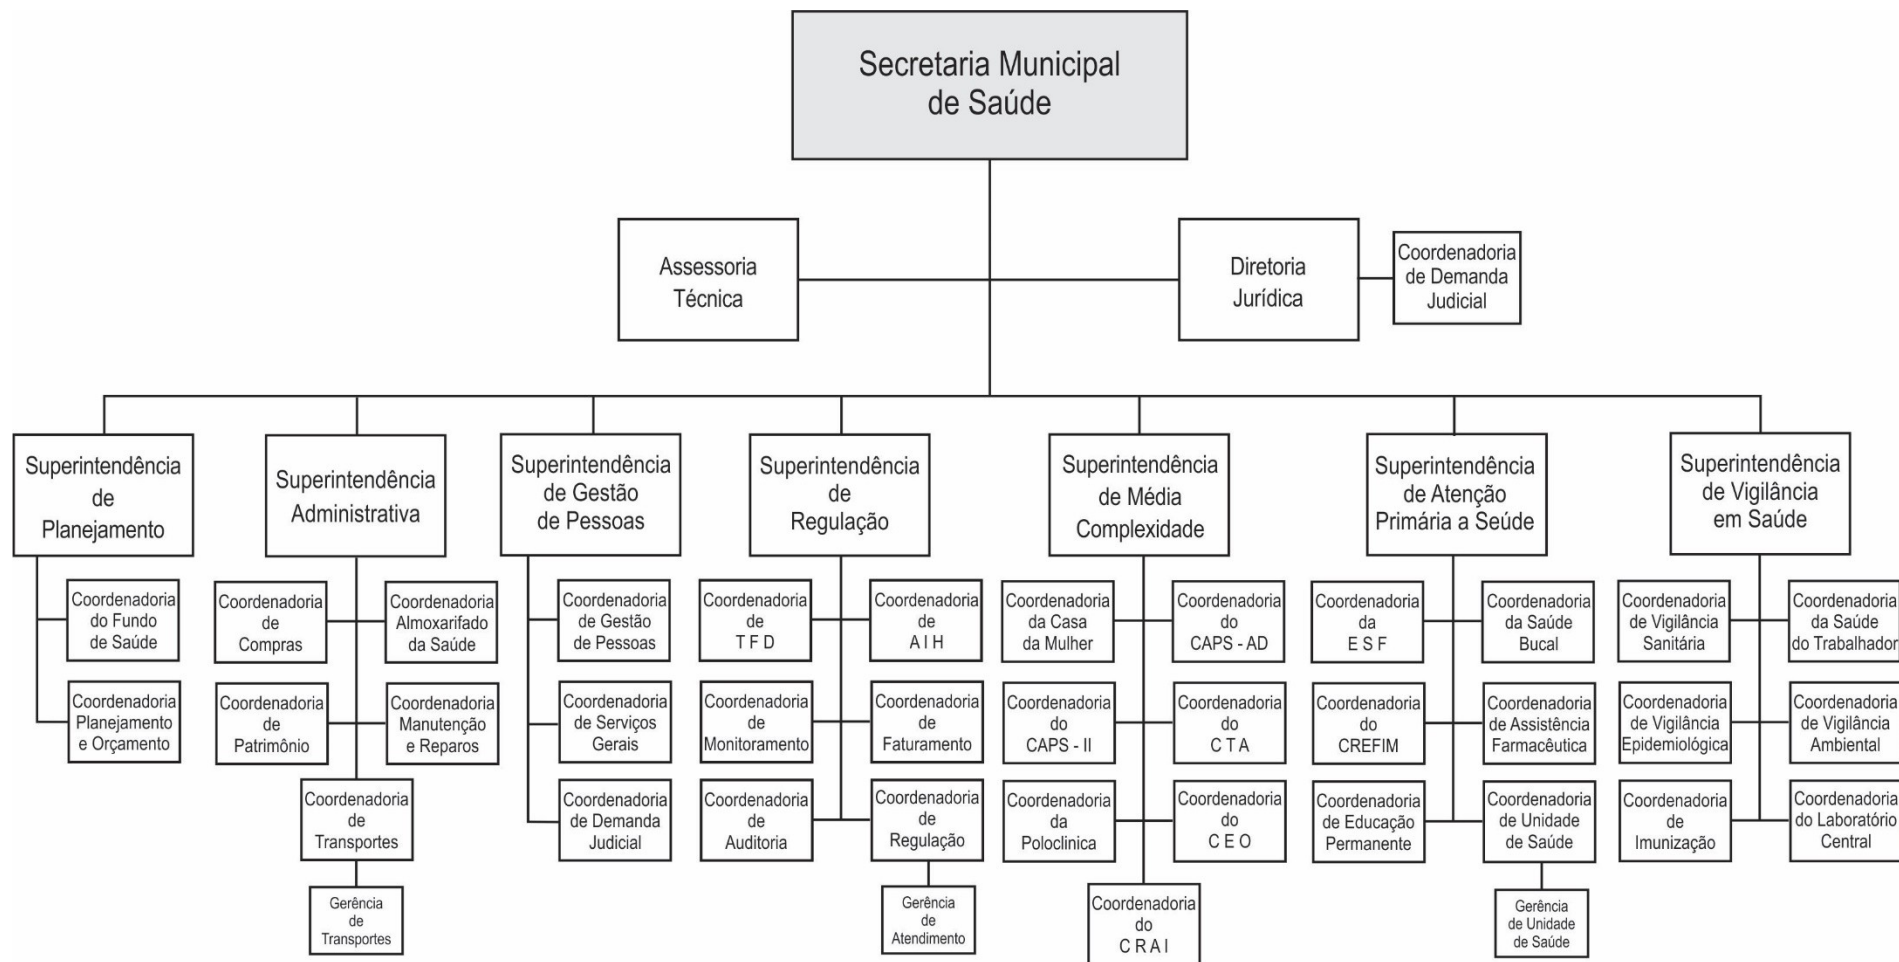 Secretaria Municipal
de Saúde
Assessoria
Técnica
Diretoria
Jurídica
Coordenadoria
de Demanda
Judicial
Superintendência
de
Planejamento
Superintendência
Administrativa
Superintendência
de Gestão
de Pessoas
Superintendência
de
Regulação
Superintendência
de Média
Complexidade
Superintendência
de Atenção
Primária a Seúde
Superintendência
de Vigilância
em Saúde
Coordenadoria
do Fundo
de Saúde
Coordenadoria
de
Compras
Coordenadoria
Almoxarifado
da Saúde
Coordenadoria
de Gestão
de Pessoas
Coordenadoria
de
T F D
Coordenadoria
de
A I H
Coordenadoria
da Casa
da Mulher
Coordenadoria
do
CAPS - AD
Coordenadoria
da
E S F
Coordenadoria
da Saúde
Bucal
Coordenadoria
de Vigilância
Sanitária
Coordenadoria
da Saúde
do Trabalhador
Coordenadoria
Planejamento
e Orçamento
Coordenadoria
de
Patrimônio
Coordenadoria
Manutenção
e Reparos
Coordenadoria
de Serviços
Gerais
Coordenadoria
de
Monitoramento
Coordenadoria
de
Faturamento
Coordenadoria
do
CAPS - II
Coordenadoria
do
C T A
Coordenadoria
do
CREFIM
Coordenadoria
de Assistência
Farmacêutica
Coordenadoria
de Vigilância
Epidemiológica
Coordenadoria
de Vigilância
Ambiental
Coordenadoria
de
Transportes
Coordenadoria
de Demanda
Judicial
Coordenadoria
de
Auditoria
Coordenadoria
de
Regulação
Coordenadoria
da
Poloclinica
Coordenadoria
do
C E O
Coordenadoria
de Educação
Permanente
Coordenadoria
de Unidade
de Saúde
Coordenadoria
de
Imunização
Coordenadoria
do Laboratório
Central
Gerência
de
Transportes
Gerência
de
Atendimento
Coordenadoria
do
C R A I
Gerência
de Unidade
de Saúde